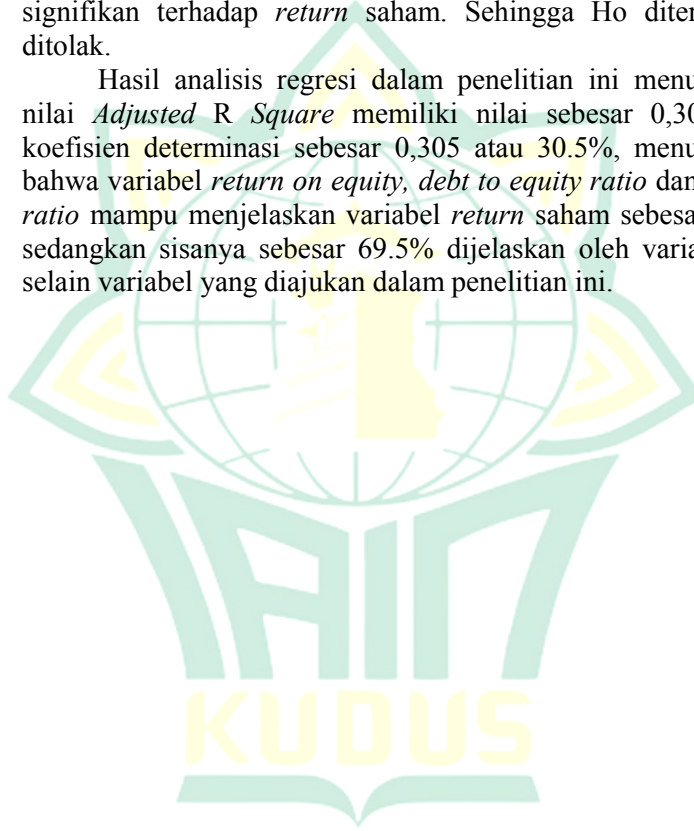 signifikan terhadap return saham. Sehingga Ho diter
ditolak.
Hasil analisis regresi dalam penelitian ini menu
nilai Adjusted R Square memiliki nilai sebesar 0,30
koefisien determinasi sebesar 0,305 atau 30.5%, menu
bahwa variabel return on equity, debt to equity ratio dan
ratio mampu menjelaskan variabel return saham sebesa
sedangkan sisanya sebesar 69.5% dijelaskan oleh varia
selain variabel yang diajukan dalam penelitian ini.
IAIN
KUDUS